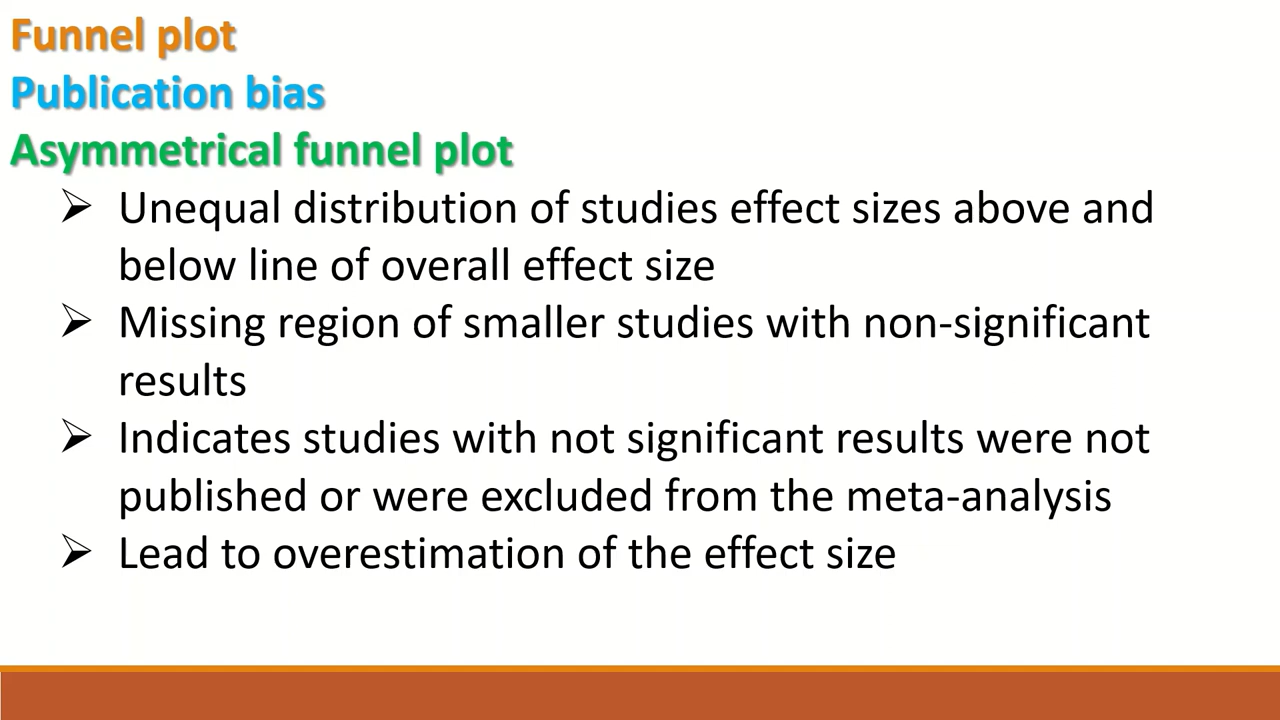 Funnel plot
Publication bias
Asymmetrical funnel plot
➢ Unequal distribution of studies effect sizes above and
below line of overall effect size
➢ Missing region of smaller studies with non-significant
results
➢ Indicates studies with not significant results were not
published or were excluded from the meta-analysis
➢ Lead to overestimation of the effect size